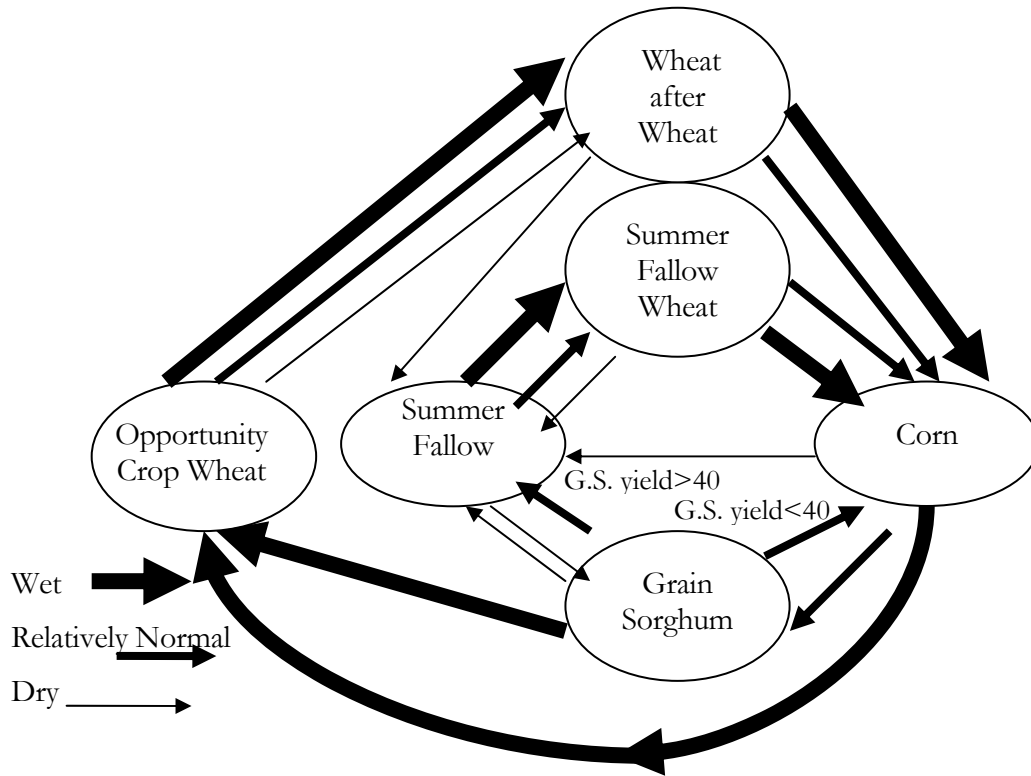 Wheat
after
Wheat
Summer
Fallow
Wheat
Opportunity
Crop Wheat
Summer
Fallow
Corn
G.S. yield>40
G.S. yield<40
Grain
Sorghum
Wet
Relatively Normal
Dry